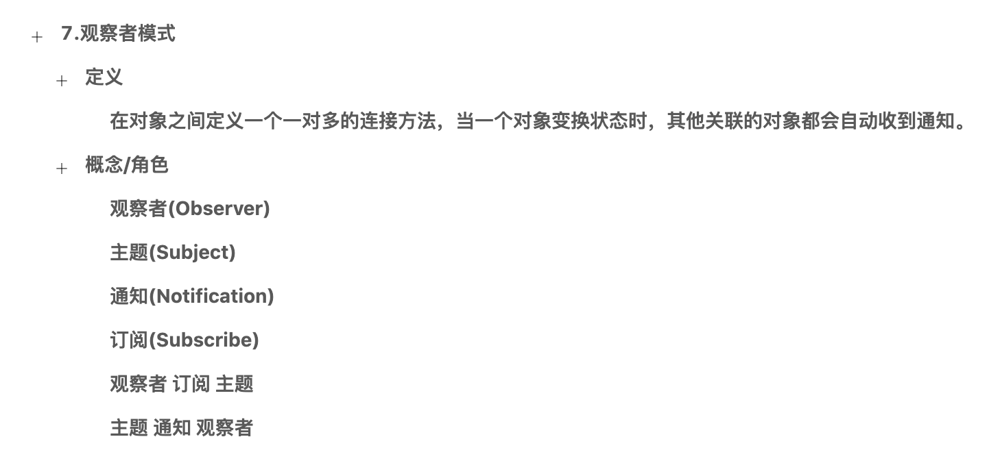 7.观察者模式
定义
在对象之间定义一个一对多的连接方法，当一个对象变换状态时，其他关联的对象都会自动收到通知。
概念/角色
观察者(Observer)
主题(Subject)
通知(Notification)
订阅(Subscribe)
观察者 订阅 主题
主题 通知 观察者